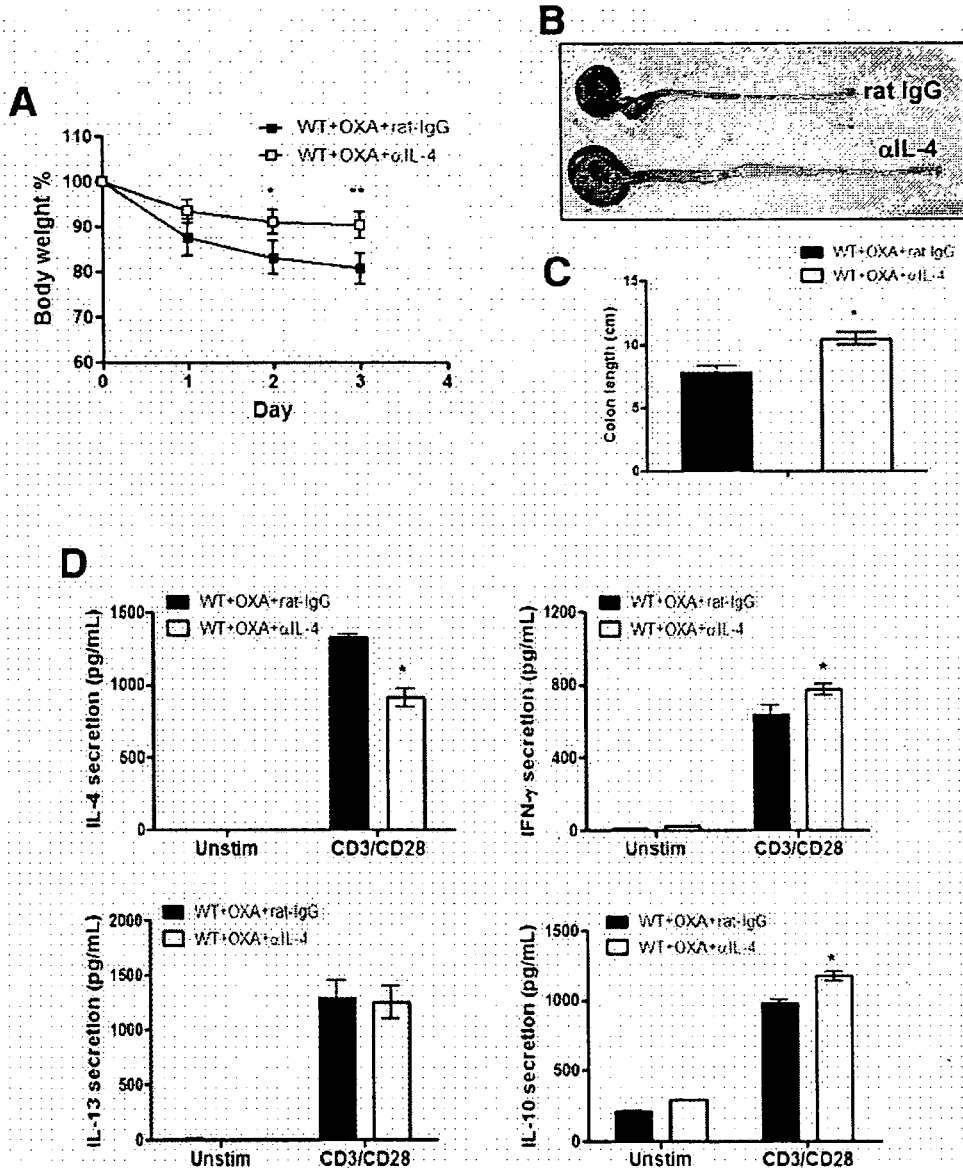 A
WT+OXA+rat-IgG
WT+OXA+αIL-4
Body weight %
110
100
90
80
70
60
* **
0 1 2 3 4
Day
B
rat IgG
αIL-4
C
WT+OXA+rat-IgG
WT+OXA+αIL-4
Colon length (cm)
15
10
5
0
*
D
WT+OXA+rat-IgG
WT+OXA+αIL-4
IL-4 secretion (pg/mL)
1500
1000
500
0
*
Unstim CD3/CD28
WT+OXA+rat-IgG
WT+OXA+αIL-4
IFN-γ secretion (pg/mL)
1200
800
400
0
*
Unstim CD3/CD28
WT+OXA+rat-IgG
WT+OXA+αIL-4
IL-13 secretion (pg/mL)
2000
1500
1000
500
0
Unstim CD3/CD28
WT+OXA+rat-IgG
WT+OXA+αIL-4
IL-10 secretion (pg/mL)
1500
1000
500
0
*
Unstim CD3/CD28